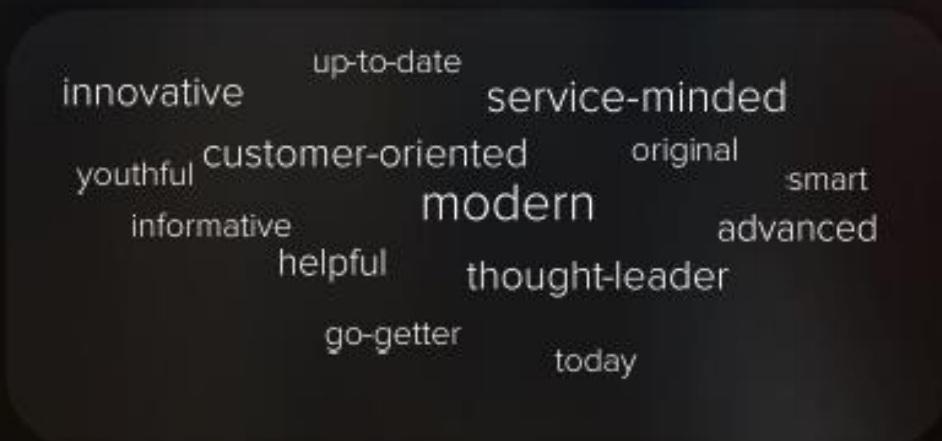 up-to-date
innovative
service-minded
customer-oriented
original
youthful
smart
modern
informative
advanced
helpful
thought-leader
go-getter
today